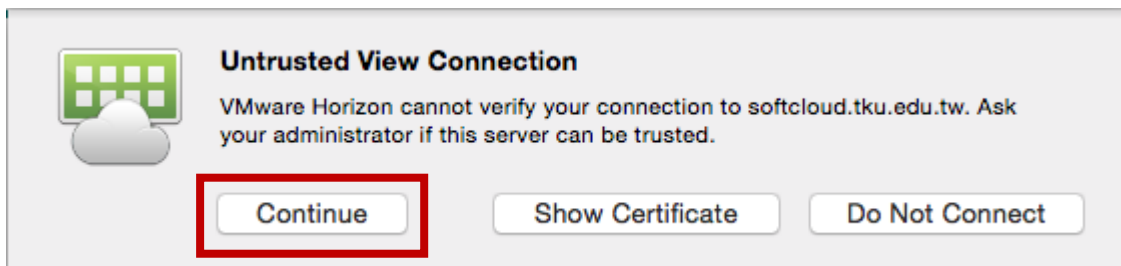 Untrusted View Connection
VMware Horizon cannot verify your connection to softcloud.tku.edu.tw. Ask
your administrator if this server can be trusted.
Continue Show Certificate Do Not Connect